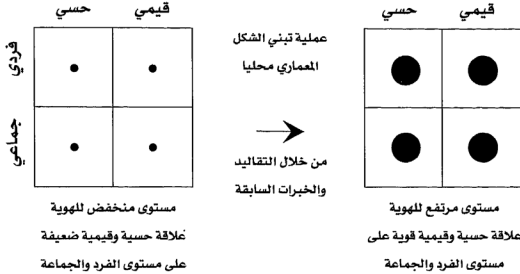 قيمي حسي
فردي
جماعي
عملية تبني الشكل
المعماري محليا
من خلال التقاليد
والخبرات السابقة
قيمي حسي
مستوى مرتفع للهوية
علاقة حسية وقيمية قوية على
مستوى الفرد والجماعة
مستوى منخفض للهوية
علاقة حسية وقيمية ضعيفة
على مستوى الفرد والجماعة